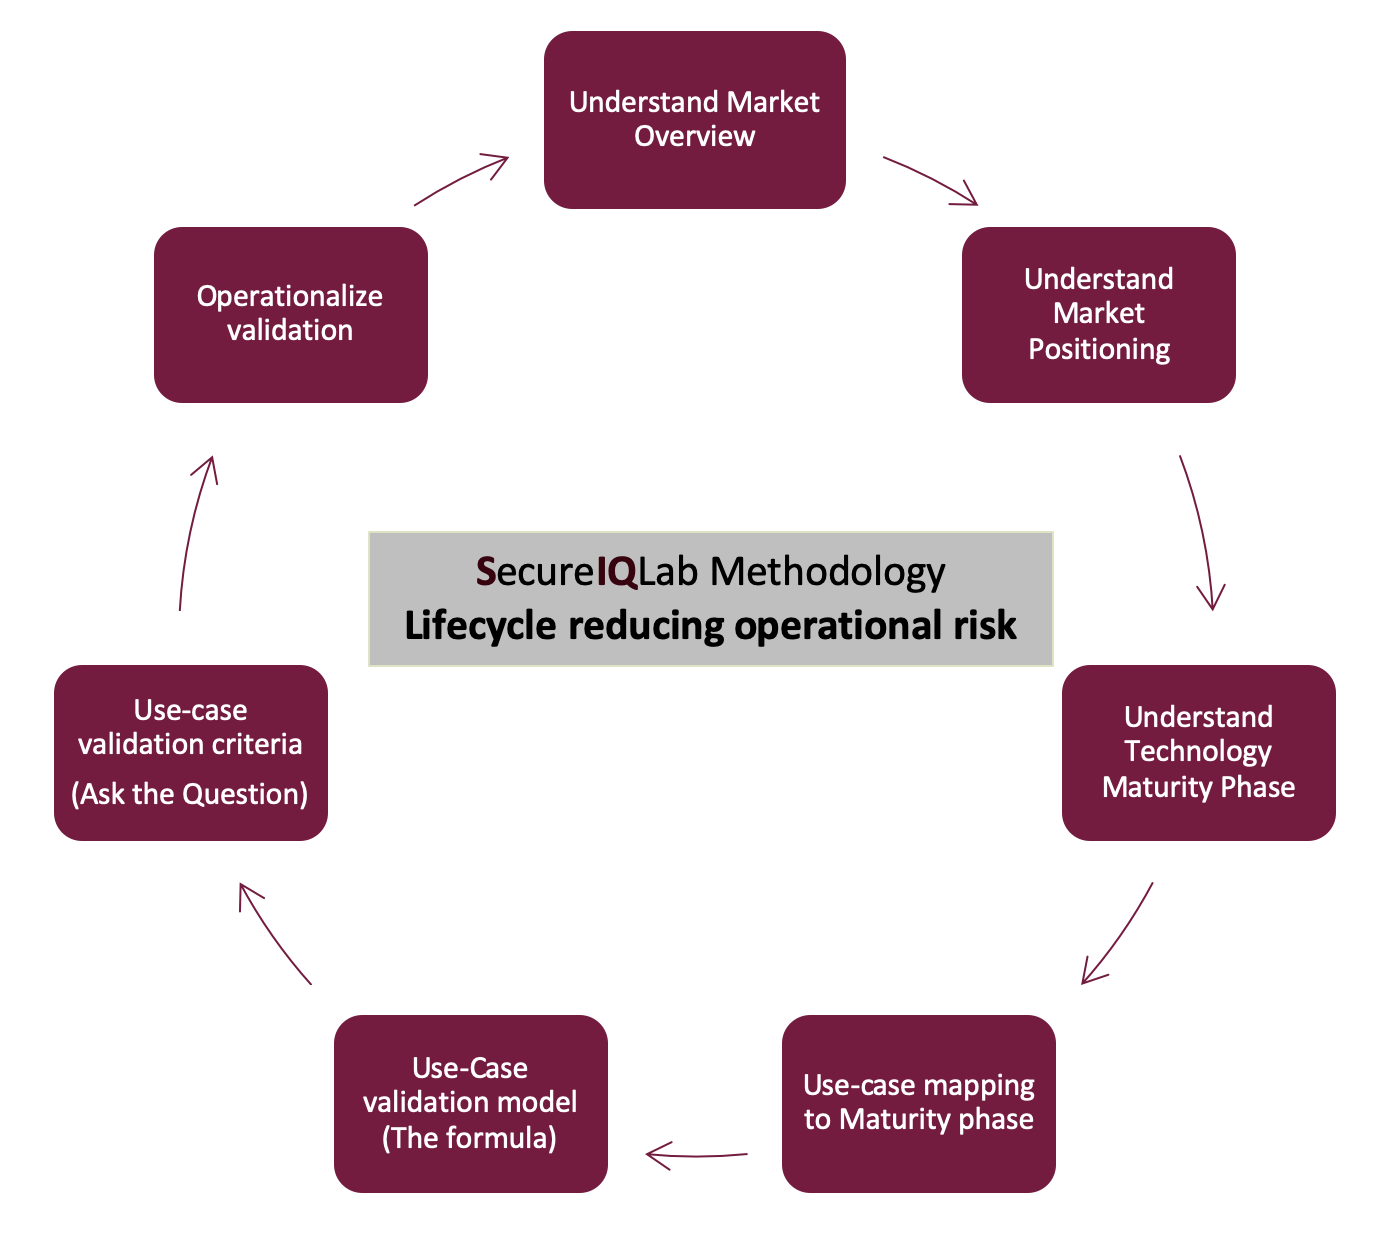 Understand Market
Overview
Understand
Market
Positioning
Understand
Technology
Maturity Phase
Use-case mapping
to Maturity phase
Use-Case
validation model
(The formula)
Use-case
validation criteria
(Ask the Question)
Operationalize
validation
SecureIQLab Methodology
Lifecycle reducing operational risk